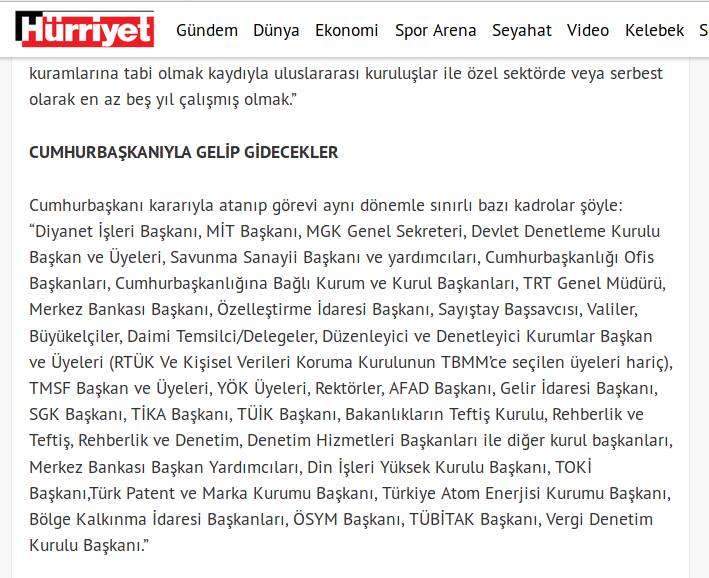 Hürriyet Gündem Dünya Ekonomi Spor Arena Seyahat Video Kelebek S
kuramlarına tabi olmak kaydıyla uluslararası kuruluşlar ile özel sektörde veya serbest
olarak en az beş yıl çalışmış olmak.”
CUMHURBAŞKANIYLA GELİP GİDECEKLER
Cumhurbaşkanı kararıyla atanıp görevi aynı dönemle sınırlı bazı kadrolar şöyle:
“Diyanet İşleri Başkanı, MİT Başkanı, MGK Genel Sekreteri, Devlet Denetleme Kurulu
Başkan ve Üyeleri, Savunma Sanayii Başkanı ve yardımcıları, Cumhurbaşkanlığı Ofis
Başkanları, Cumhurbaşkanlığına Bağlı Kurum ve Kurul Başkanları, TRT Genel Müdürü,
Merkez Bankası Başkanı, Özelleştirme İdaresi Başkanı, Sayıştay Başsavcısı, Valiler,
Büyükelçiler, Daimi Temsilci/Delegeler, Düzenleyici ve Denetleyici Kurumlar Başkan
ve Üyeleri (RTÜK Ve Kişisel Verileri Koruma Kurulunun TBMM’ce seçilen üyeleri hariç),
TMSF Başkan ve Üyeleri, YÖK Üyeleri, Rektörler, AFAD Başkanı, Gelir İdaresi Başkanı,
SGK Başkanı, TİKA Başkanı, TÜİK Başkanı, Bakanlıkların Teftiş Kurulu, Rehberlik ve
Teftiş, Rehberlik ve Denetim, Denetim Hizmetleri Başkanları ile diğer kurul başkanları,
Merkez Bankası Başkan Yardımcıları, Din İşleri Yüksek Kurulu Başkanı, TOKİ
Başkanı,Türk Patent ve Marka Kurumu Başkanı, Türkiye Atom Enerjisi Kurumu Başkanı,
Bölge Kalkınma İdaresi Başkanları, ÖSYM Başkanı, TÜBİTAK Başkanı, Vergi Denetim
Kurulu Başkanı.”